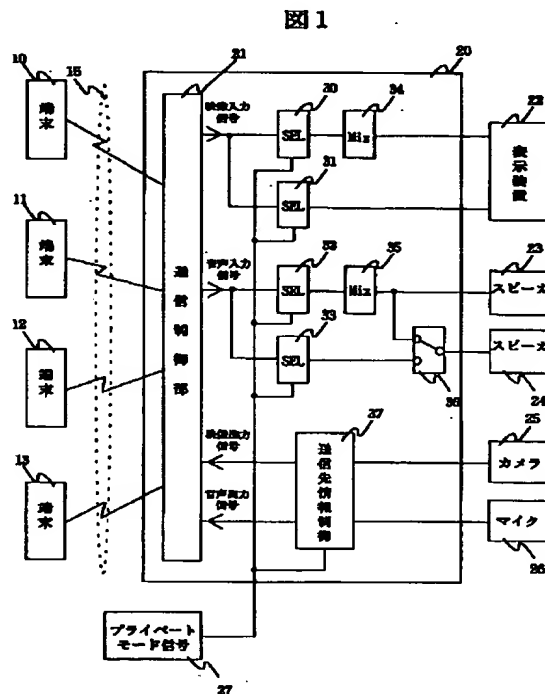 図1
10
15
21
20
端末
映像入力
信号
30
SEL
34
Mix
22
表示装置
31
SEL
11
端末
通信制御部
音声入力
信号
32
SEL
35
Mix
23
スピーカ
12
端末
33
SEL
36
スピーカ
24
25
カメラ
映像出力
信号
37
送信先情報制御
13
端末
音声出力
信号
マイク
26
プライベート
モード信号
27